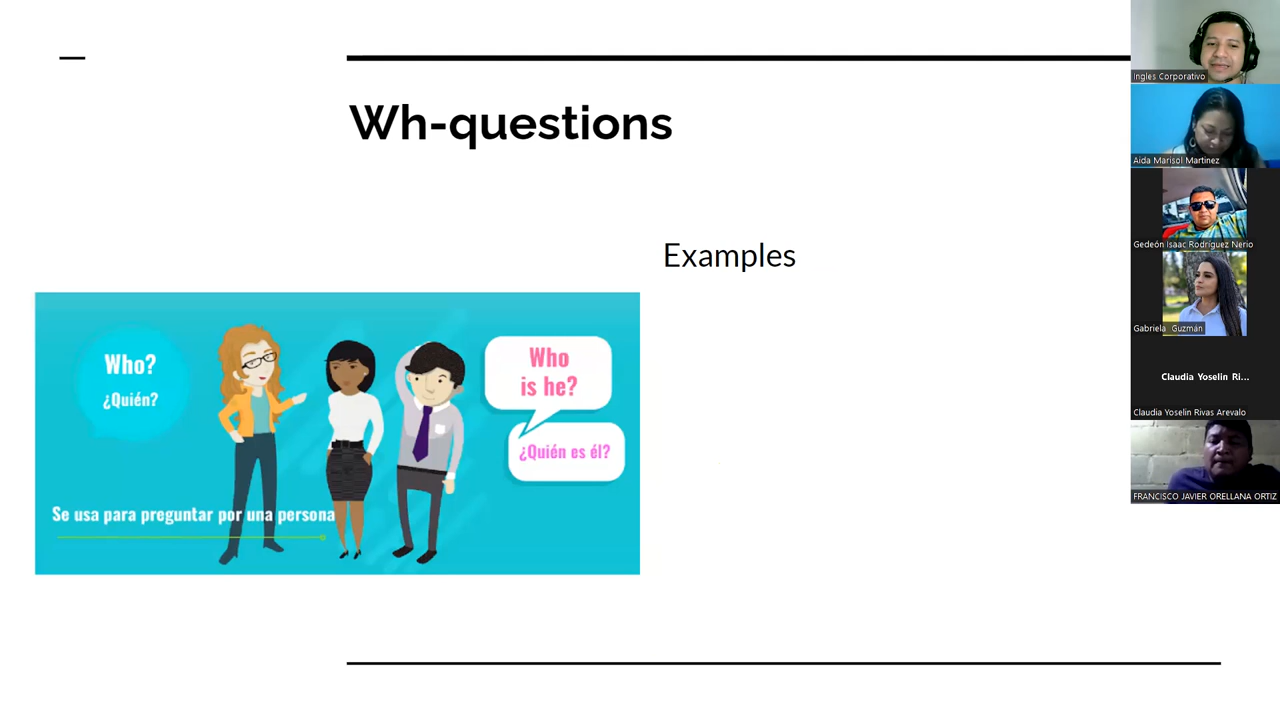 Wh-questions
Examples
Who?
¿Quién?
Who
is he?
¿Quién es él?
Se usa para preguntar por una persona
Ingles Corporativo
Aida Marisol Martinez
Gedeón Isaac Rodríguez Nerio
Gabriela Guzmán
Claudia Yoselin Ri...
Claudia Yoselin Rivas Arevalo
FRANCISCO JAVIER ORELLANA ORTIZ